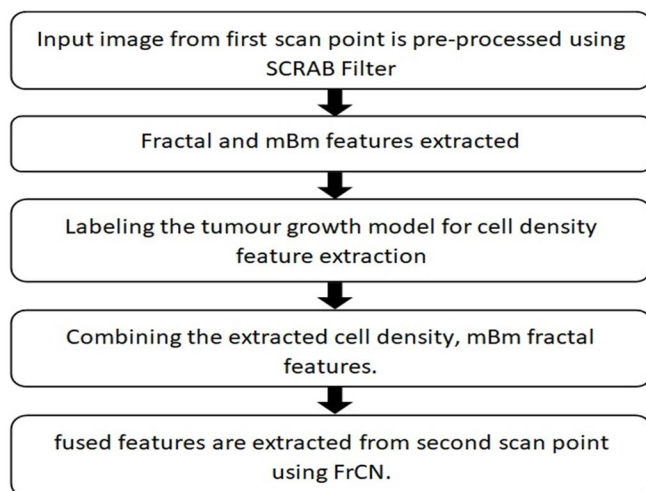 Input image from first scan point is pre-processed using
SCRAB Filter
Fractal and mBm features extracted
Labeling the tumour growth model for cell density
feature extraction
Combining the extracted cell density, mBm fractal
features.
fused features are extracted from second scan point
using FrCN.